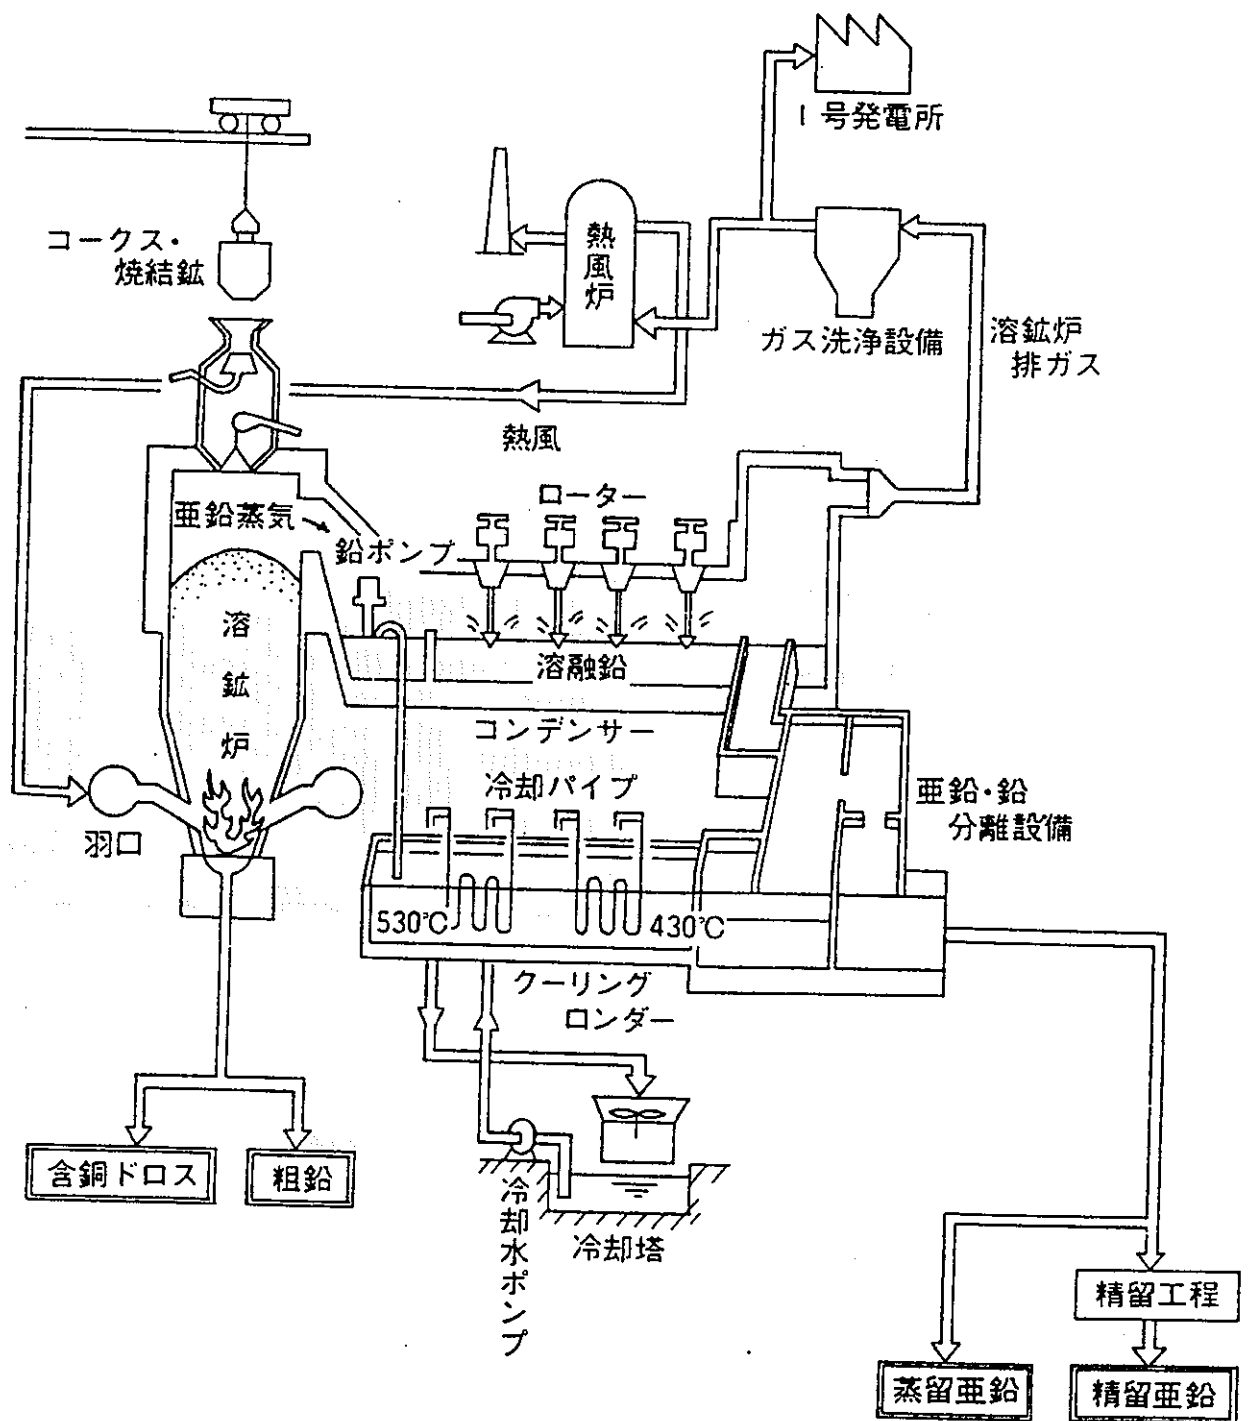 1号発電所
コークス・
焼結鉱
熱風炉
ガス洗浄設備
溶鉱炉
排ガス
熱風
ローター
亜鉛蒸気
鉛ポンプ
溶鉱炉
溶融鉛
コンデンサー
冷却パイプ
亜鉛・鉛
分離設備
羽口
530℃
430℃
クーリング
ロンダー
含銅ドロス
粗鉛
冷却水ポンプ
冷却塔
精留工程
蒸留亜鉛
精留亜鉛